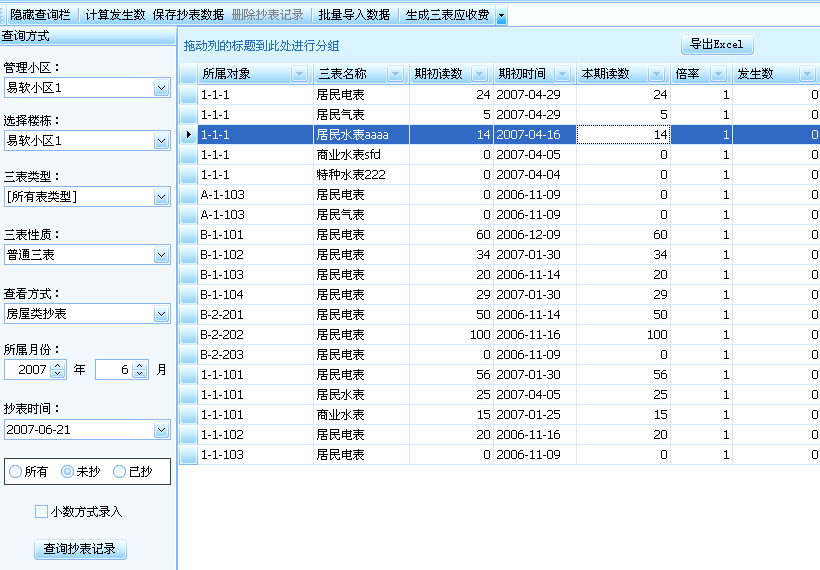 隐藏查询栏 计算发生数 保存抄表数据 删除抄表记录 批量导入数据 生成三表应收费
查询方式
管理小区：
易软小区1
选择楼栋：
易软小区1
三表类型：
[所有表类型]
三表性质：
普通三表
查看方式：
房屋类抄表
所属月份：
2007 年 6 月
抄表时间：
2007-06-21
所有 未抄 已抄
小数方式录入
查询抄表记录
拖动列的标题到此处进行分组 导出Excel
所属对象 三表名称 期初读数 期初时间 本期读数 倍率 发生数
1-1-1 居民电表 24 2007-04-29 24 1 0
1-1-1 居民气表 5 2007-04-29 5 1 0
1-1-1 居民水表aaaa 14 2007-04-16 14 1 0
1-1-1 商业水表sfd 0 2007-04-05 0 1 0
1-1-1 特种水表222 0 2007-04-04 0 1 0
A-1-103 居民电表 0 2006-11-09 0 1 0
A-1-103 居民气表 0 2006-11-09 0 1 0
B-1-101 居民电表 60 2006-12-09 60 1 0
B-1-102 居民电表 34 2007-01-30 34 1 0
B-1-103 居民电表 20 2006-11-14 20 1 0
B-1-104 居民电表 29 2007-01-30 29 1 0
B-2-201 居民电表 50 2006-11-14 50 1 0
B-2-202 居民电表 100 2006-11-16 100 1 0
B-2-203 居民电表 0 2006-11-09 0 1 0
1-1-101 居民电表 56 2007-01-30 56 1 0
1-1-101 居民水表 25 2007-04-05 25 1 0
1-1-101 商业水表 15 2007-01-25 15 1 0
1-1-102 居民电表 20 2006-11-16 20 1 0
1-1-103 居民电表 0 2006-11-09 0 1 0